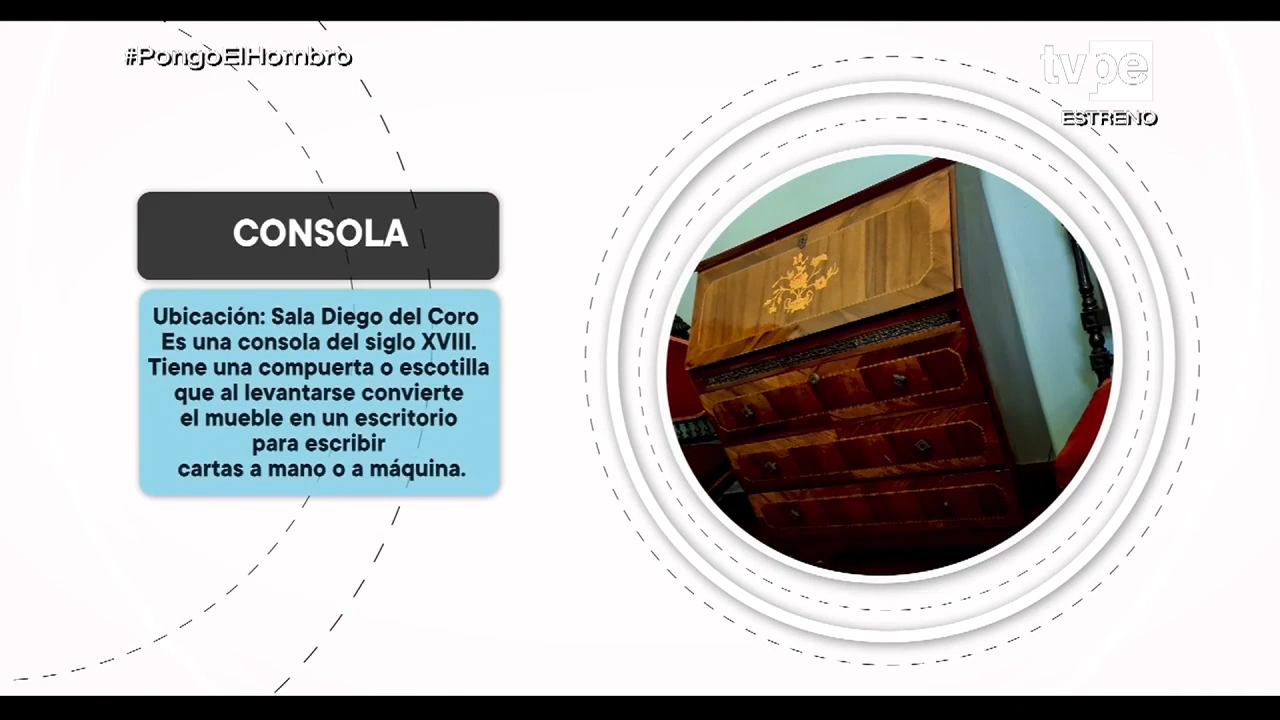 #PongoElHombro
tvpe
ESTRENO
CONSOLA
Ubicación: Sala Diego del Coro
Es una consola del siglo XVIII.
Tiene una compuerta o escotilla
que al levantarse convierte
el mueble en un escritorio
para escribir
cartas a mano o a máquina.